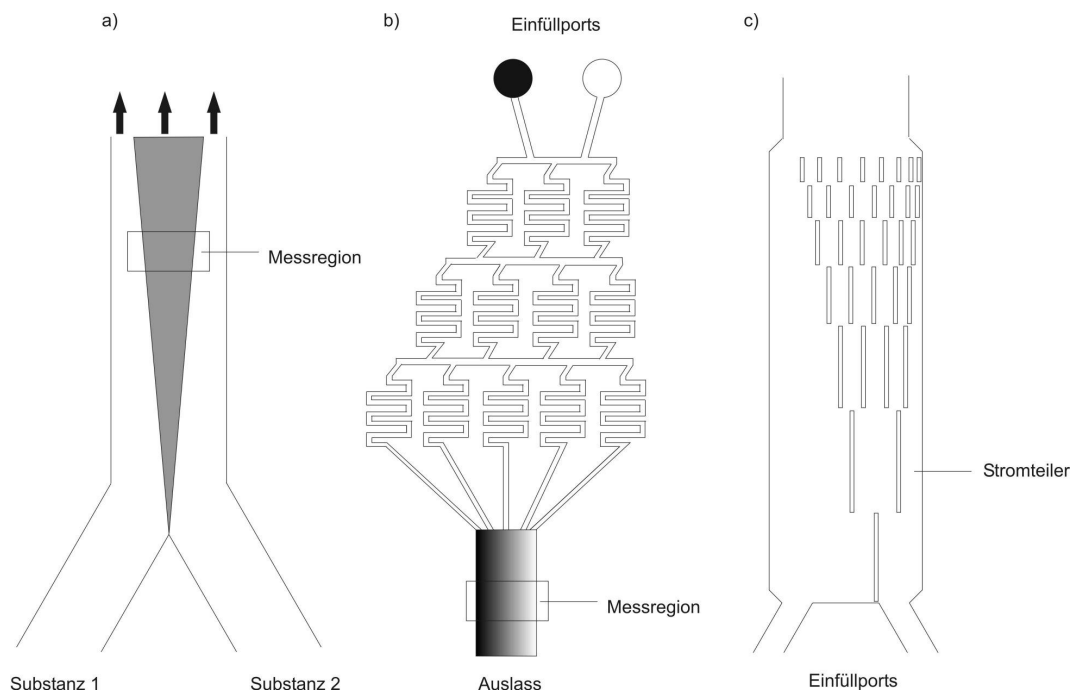 a)
b)
c)
Einfüllports
Messregion
Stromteiler
Messregion
Substanz 1
Substanz 2
Auslass
Einfüllports